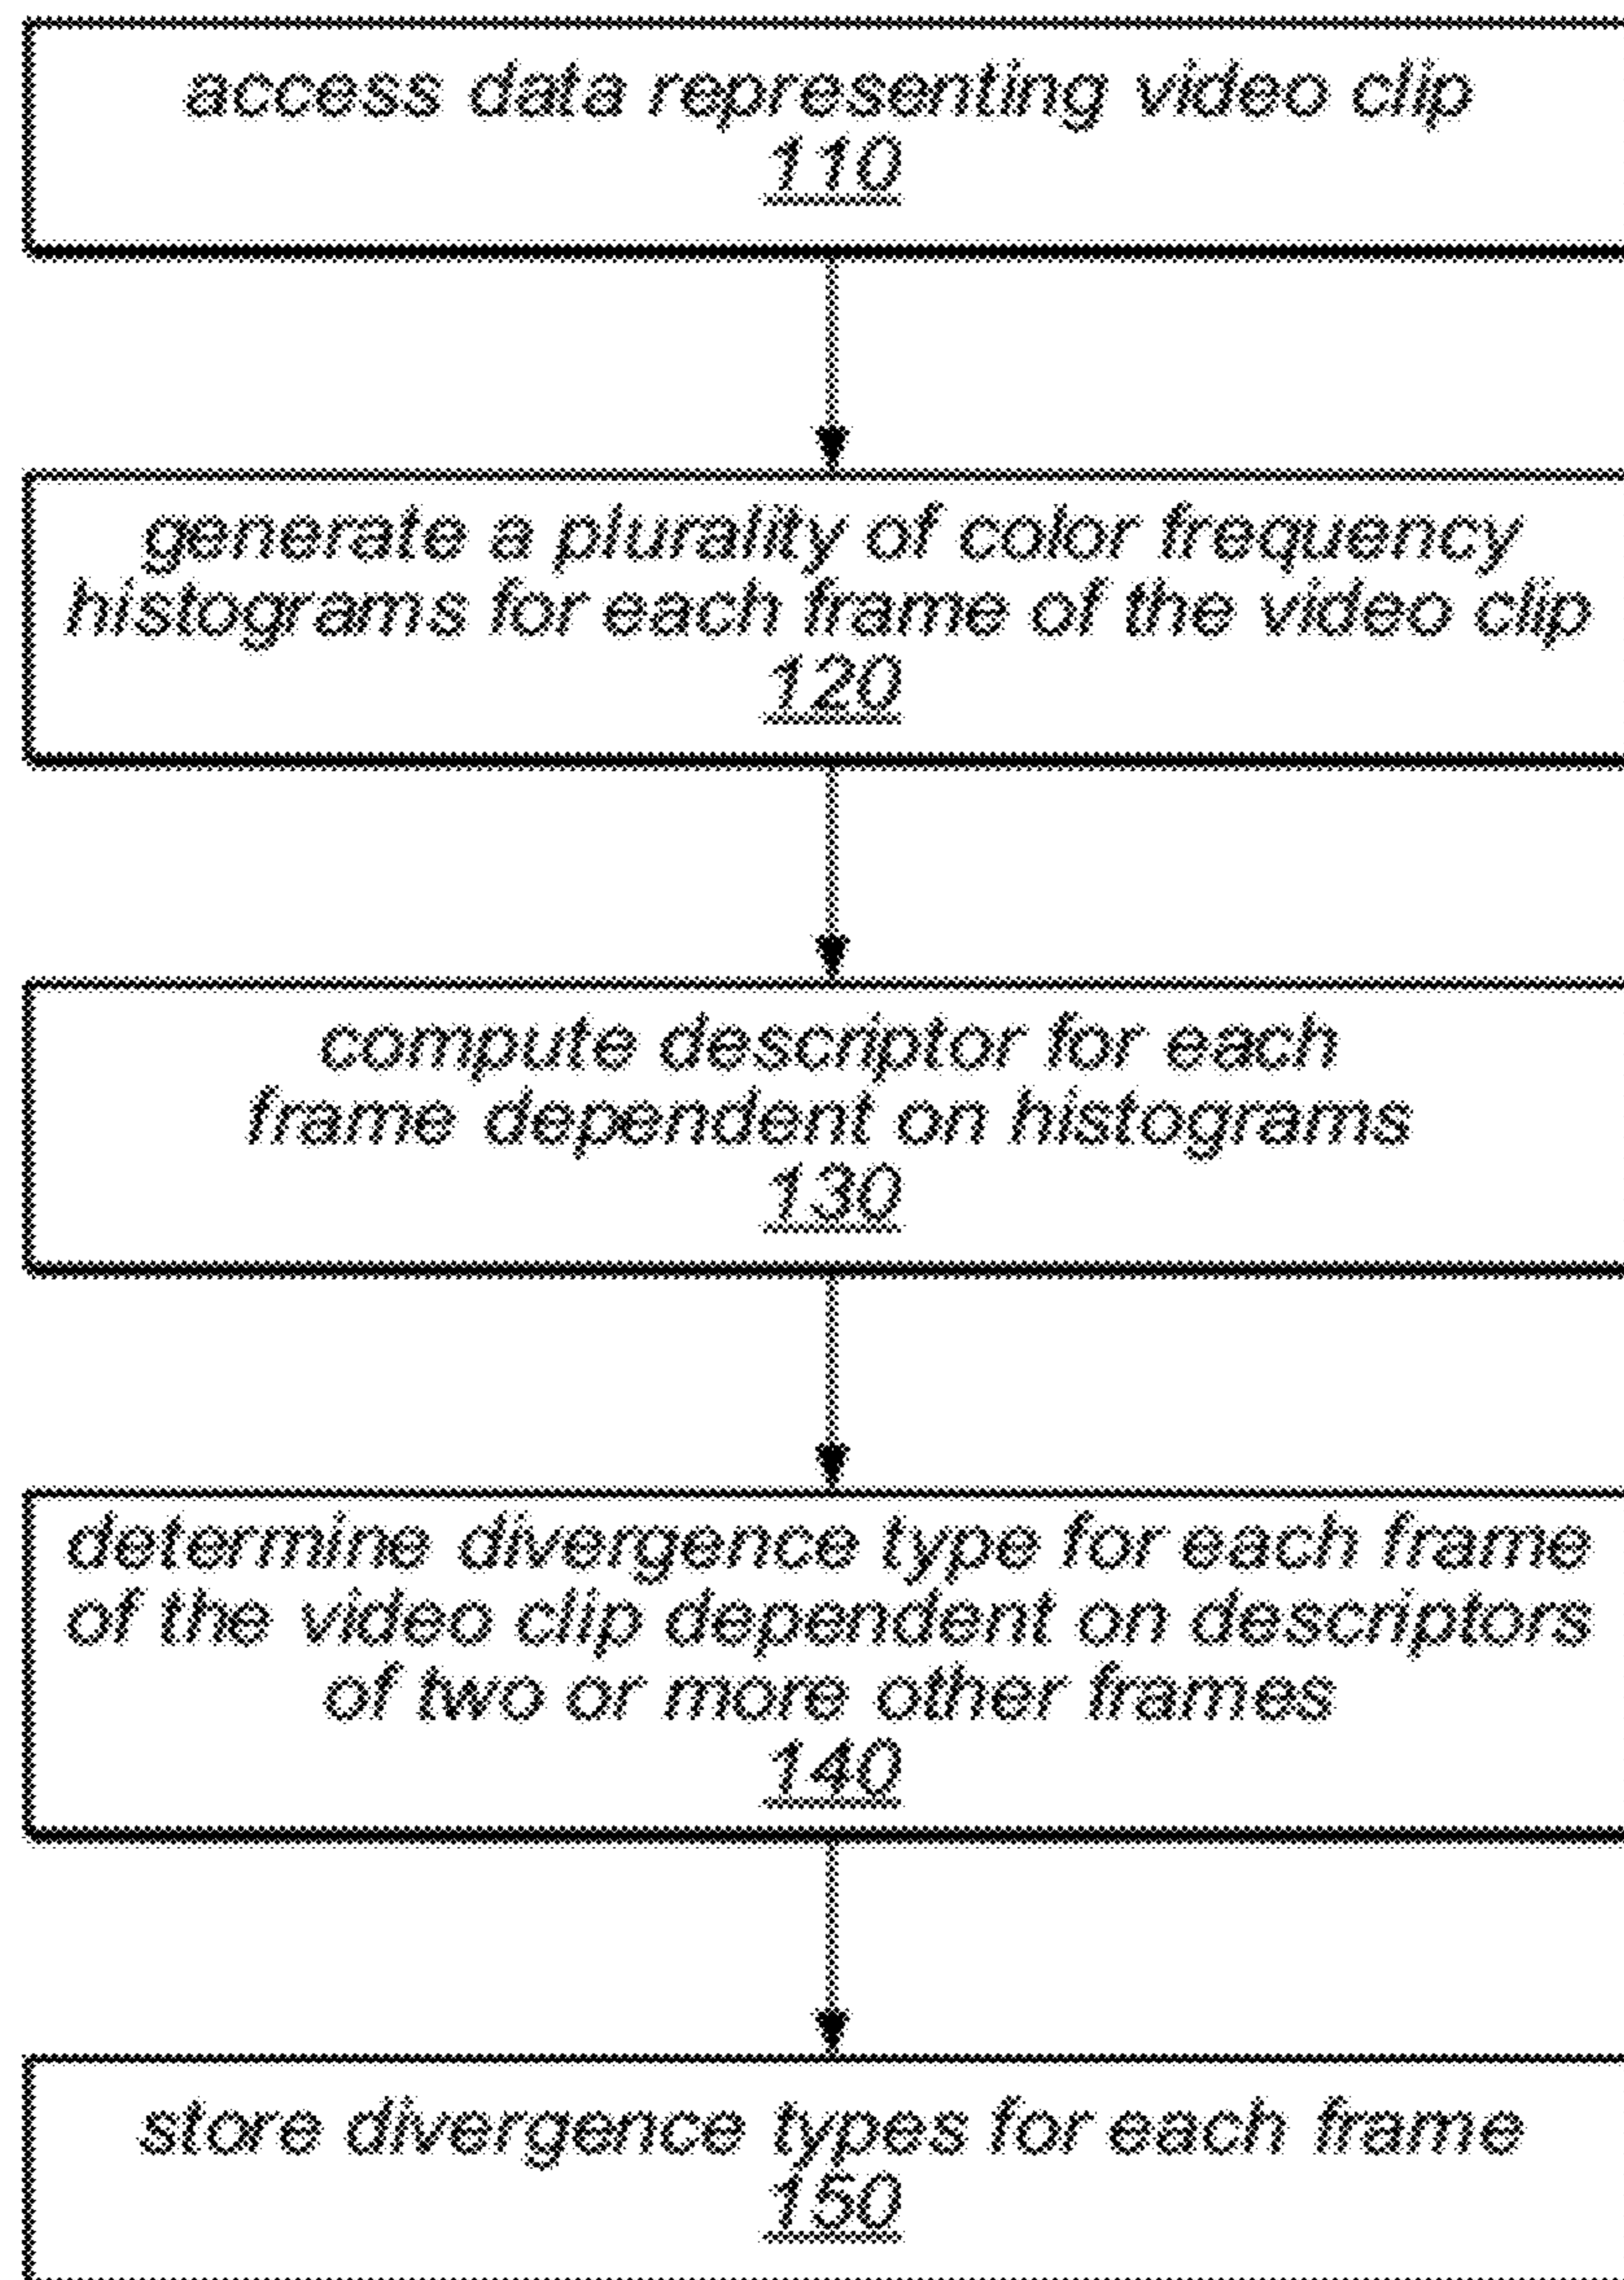 access data representing video clip
110
generate a plurality of color frequency
histograms for each frame of the video clip
120
compute descriptor for each
frame dependent on histograms
130
determine divergence type for each frame
of the video clip dependent on descriptors
of two or more other frames
140
store divergence types for each frame
150